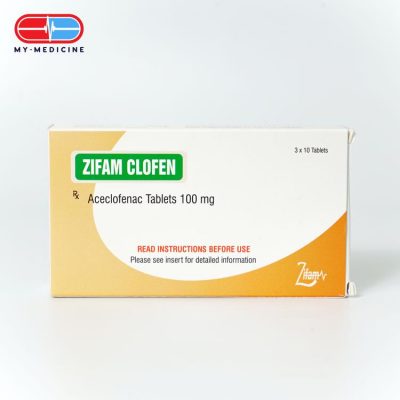 MY-MEDICINE
3 x 10 Tablets
ZIFAM CLOFEN
Rx Aceclofenac Tablets 100 mg
READ INSTRUCTIONS BEFORE USE
Please see insert for detailed information
Zifam